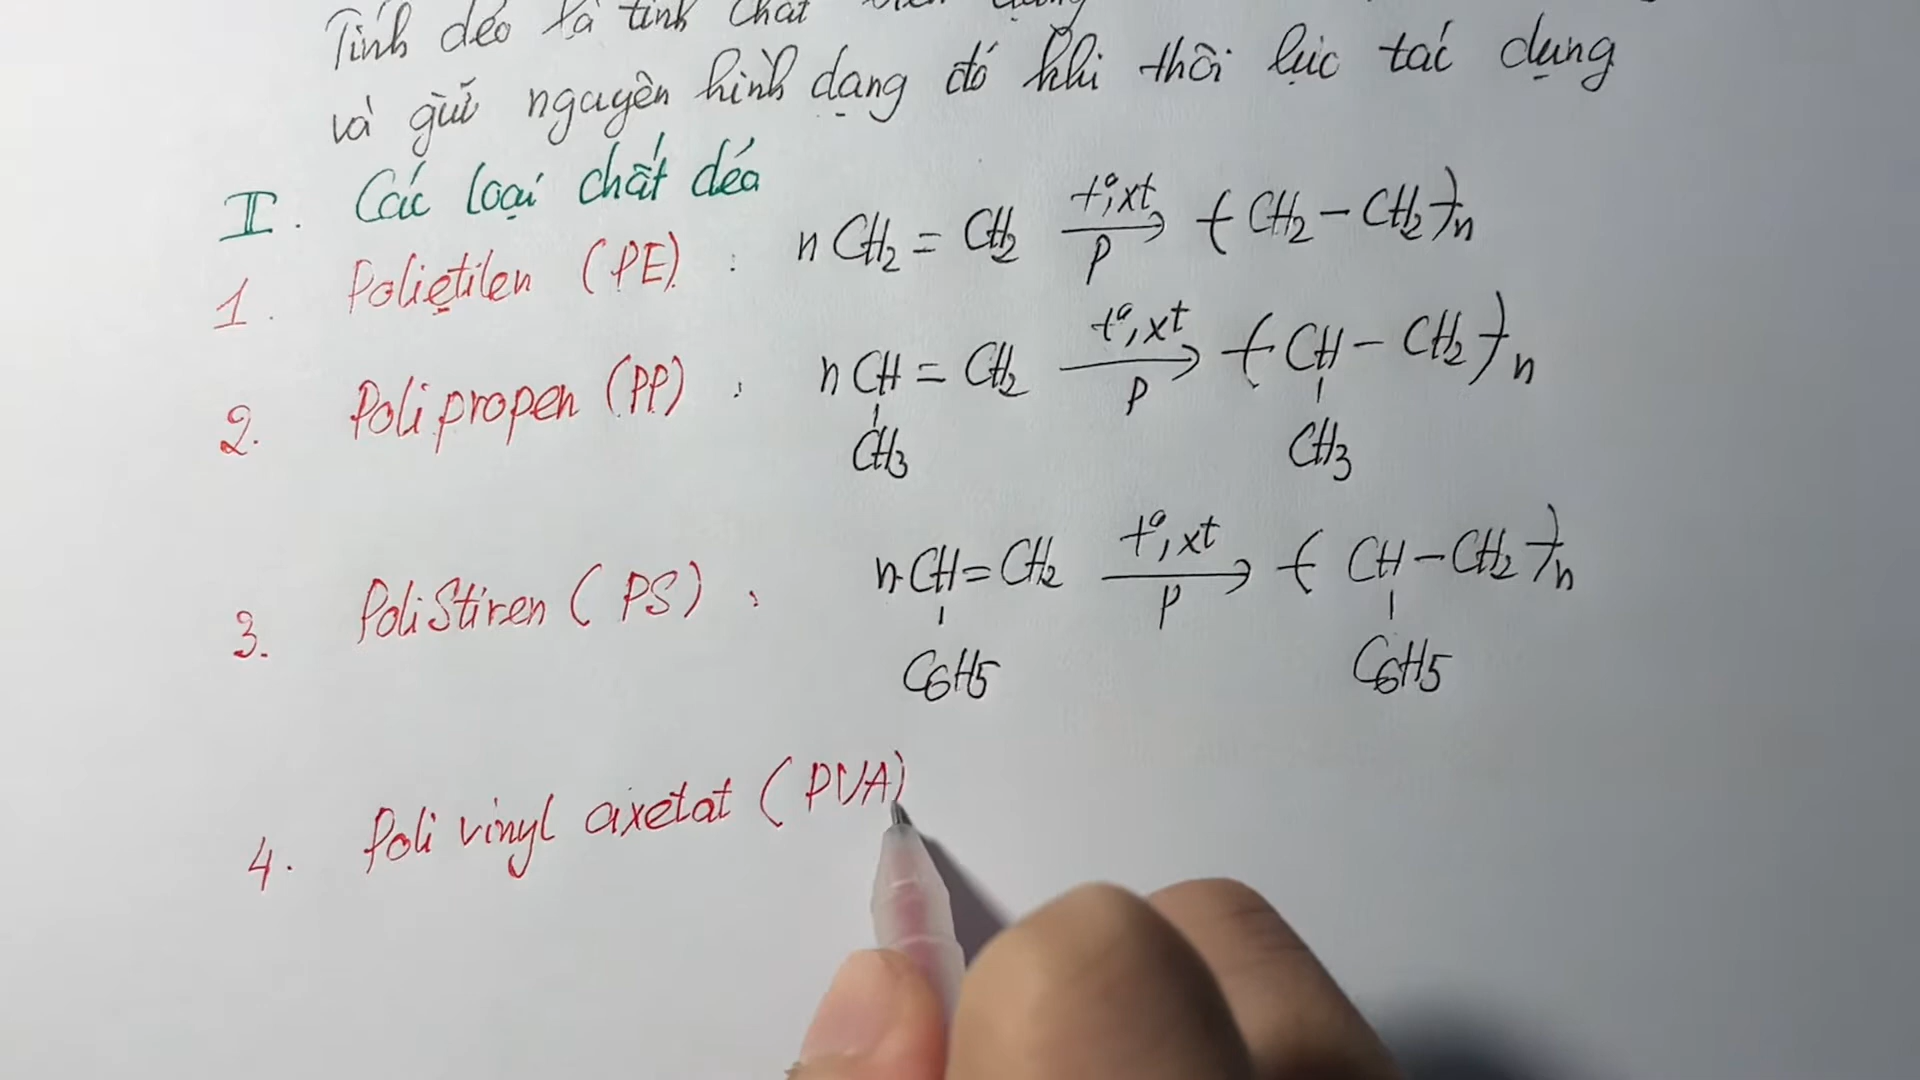 Tính dẻo là tính chất
và giữ nguyên hình dạng đó khi thôi lực tác dụng
I. Các loại chất dẻo
1. Polietilen (PE) : nCH2 = CH2 t°, xt → P (CH2 - CH2)n
2. Poli propen (PP) : nCH = CH2 t°, xt → P (CH - CH2)n
CH3 CH3
3. PoliStiren (PS) : nCH = CH2 t°, xt → P (CH - CH2)n
C6H5 C6H5
4. Poli vinyl axetat (PVA)